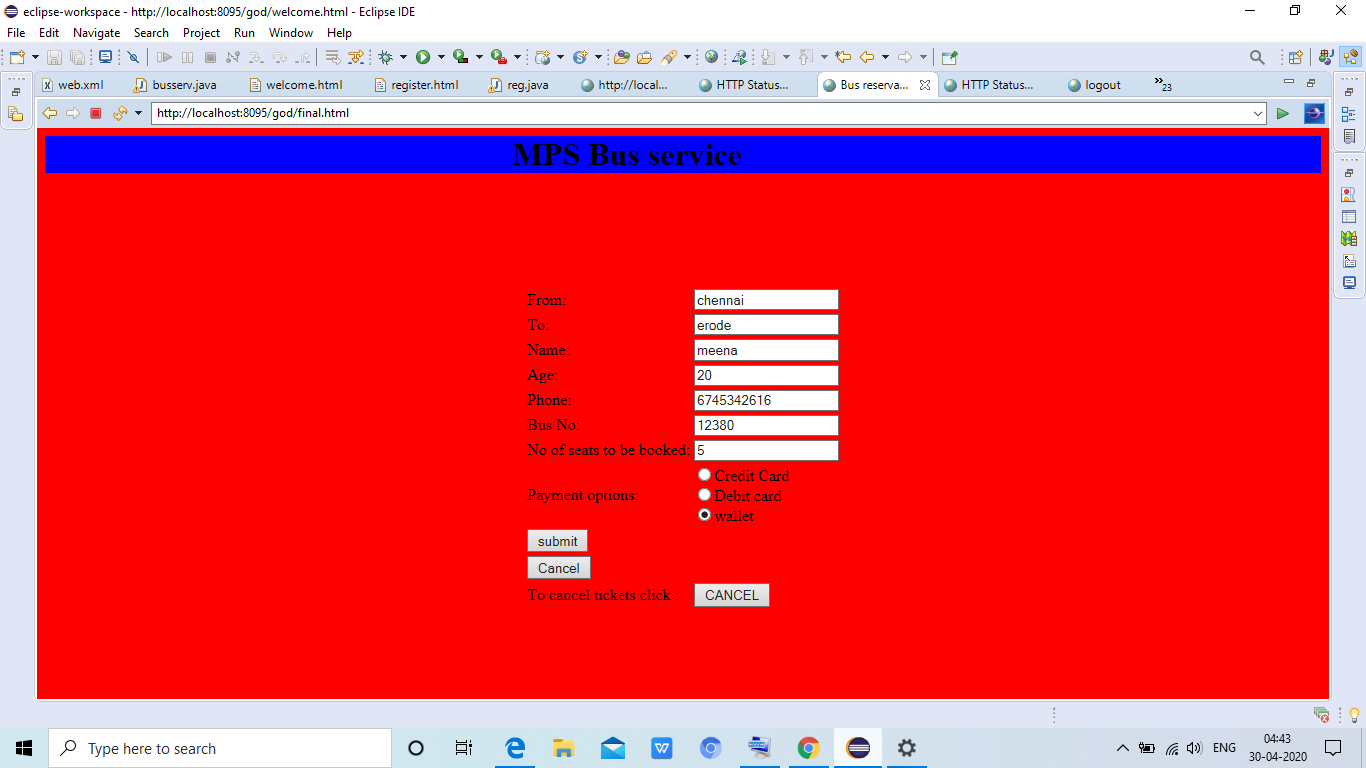 eclipse-workspace - http://localhost:8095/god/welcome.html - Eclipse IDE
File Edit Navigate Search Project Run Window Help
web.xml busserv.java welcome.html register.html reg.java http://local... HTTP Status... Bus reserva... HTTP Status... logout 23
http://localhost:8095/god/final.html
MPS Bus service
From: chennai
To: erode
Name: meena
Age: 20
Phone: 6745342616
Bus No: 12380
No of seats to be booked: 5
Credit Card
Payment options: Debit card
wallet
submit
Cancel
To cancel tickets click : CANCEL
Type here to search
ENG
04:43
30-04-2020